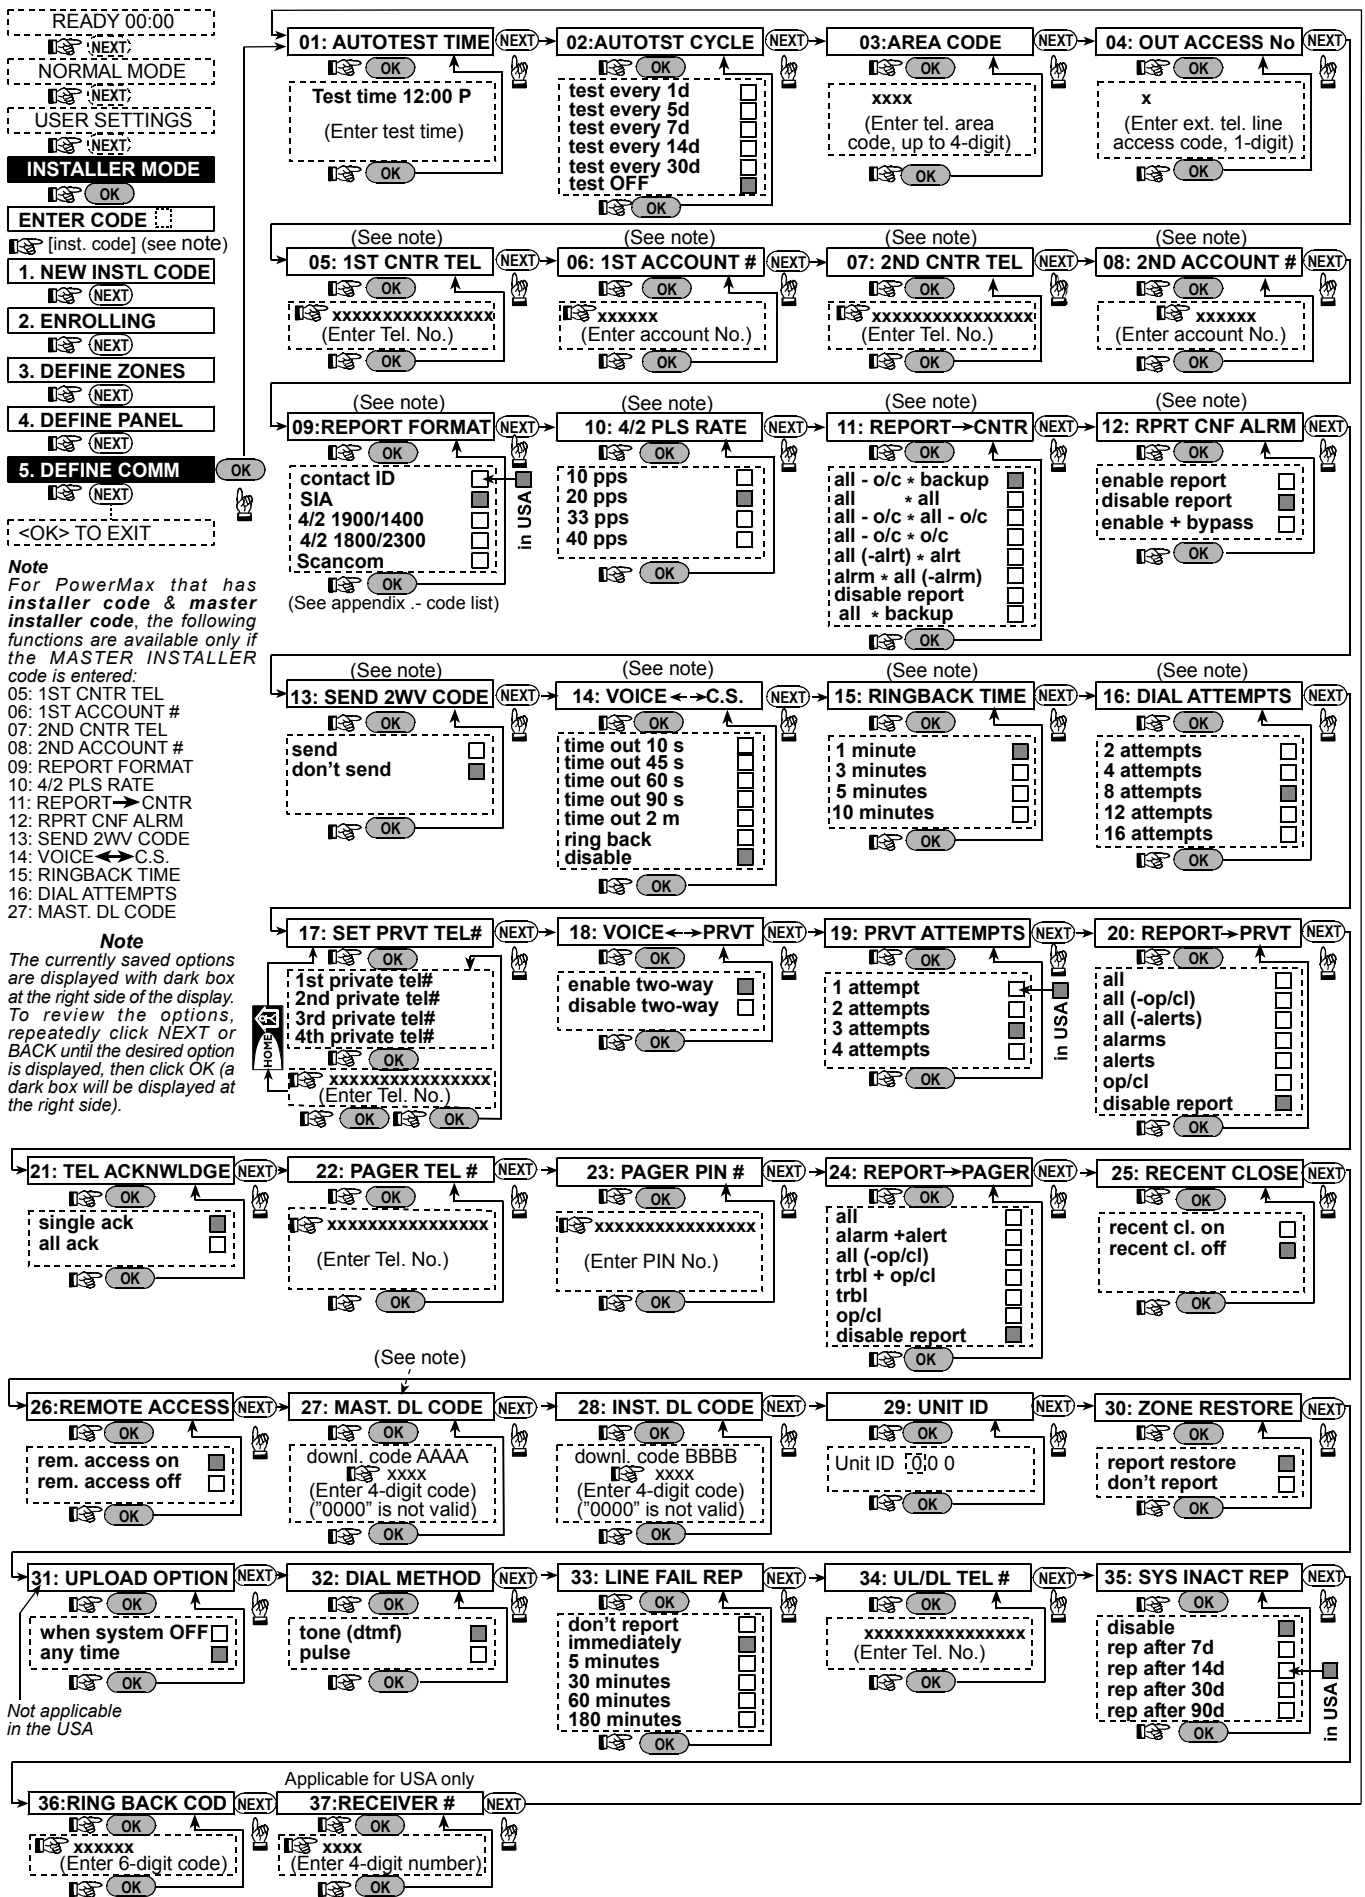 READY 00:00
NEXT
NORMAL MODE
NEXT
USER SETTINGS
NEXT
INSTALLER MODE
OK
ENTER CODE
[inst. code] (see note)
1. NEW INSTL CODE
NEXT
2. ENROLLING
NEXT
3. DEFINE ZONES
NEXT
4. DEFINE PANEL
NEXT
5. DEFINE COMM
OK
NEXT
<OK> TO EXIT
Note
For PowerMax that has
installer code & master
installer code, the following
functions are available only if
the MASTER INSTALLER
code is entered:
05: 1ST CNTR TEL
06: 1ST ACCOUNT #
07: 2ND CNTR TEL
08: 2ND ACCOUNT #
09: REPORT FORMAT
10: 4/2 PLS RATE
11: REPORT→CNTR
12: RPRT CNF ALRM
13: SEND 2WV CODE
14: VOICE↔C.S.
15: RINGBACK TIME
16: DIAL ATTEMPTS
27: MAST. DL CODE
Note
The currently saved options
are displayed with dark box
at the right side of the display.
To review the options,
repeatedly click NEXT or
BACK until the desired option
is displayed, then click OK (a
dark box will be displayed at
the right side).
01: AUTOTEST TIME
NEXT
OK
Test time 12:00 P
(Enter test time)
OK
02:AUTOTST CYCLE
NEXT
OK
test every 1d
test every 5d
test every 7d
test every 14d
test every 30d
test OFF
OK
03:AREA CODE
NEXT
OK
xxxx
(Enter tel. area
code, up to 4-digit)
OK
04: OUT ACCESS No
NEXT
OK
x
(Enter ext. tel. line
access code, 1-digit)
OK
(See note)
05: 1ST CNTR TEL
NEXT
OK
xxxxxxxxxxxxxxxx
(Enter Tel. No.)
OK
(See note)
06: 1ST ACCOUNT #
NEXT
OK
xxxxxx
(Enter account No.)
OK
(See note)
07: 2ND CNTR TEL
NEXT
OK
xxxxxxxxxxxxxxxx
(Enter Tel. No.)
OK
(See note)
08: 2ND ACCOUNT #
NEXT
OK
xxxxxx
(Enter account No.)
OK
(See note)
09:REPORT FORMAT
NEXT
OK
contact ID
SIA
4/2 1900/1400
4/2 1800/2300
Scancom
in USA
OK
(See appendix .- code list)
(See note)
10: 4/2 PLS RATE
NEXT
OK
10 pps
20 pps
33 pps
40 pps
OK
(See note)
11: REPORT→CNTR
NEXT
OK
all - o/c * backup
all * all
all - o/c * all - o/c
all - o/c * o/c
all (-alrt) * alrt
alrm * all (-alrm)
disable report
all * backup
OK
(See note)
12: RPRT CNF ALRM
NEXT
OK
enable report
disable report
enable + bypass
OK
(See note)
13: SEND 2WV CODE
NEXT
OK
send
don't send
OK
(See note)
14: VOICE←→C.S.
NEXT
OK
time out 10 s
time out 45 s
time out 60 s
time out 90 s
time out 2 m
ring back
disable
OK
(See note)
15: RINGBACK TIME
NEXT
OK
1 minute
3 minutes
5 minutes
10 minutes
OK
(See note)
16: DIAL ATTEMPTS
NEXT
OK
2 attempts
4 attempts
8 attempts
12 attempts
16 attempts
OK
17: SET PRVT TEL#
NEXT
OK
1st private tel#
2nd private tel#
3rd private tel#
4th private tel#
OK
HOME
xxxxxxxxxxxxxxxx
(Enter Tel. No.)
OK OK
18: VOICE←→PRVT
NEXT
OK
enable two-way
disable two-way
OK
19: PRVT ATTEMPTS
NEXT
OK
1 attempt
2 attempts
3 attempts
4 attempts
in USA
OK
20: REPORT→PRVT
NEXT
OK
all
all (-op/cl)
all (-alerts)
alarms
alerts
op/cl
disable report
OK
21: TEL ACKNWLDGE
NEXT
OK
single ack
all ack
OK
22: PAGER TEL #
NEXT
OK
xxxxxxxxxxxxxxxx
(Enter Tel. No.)
OK
23: PAGER PIN #
NEXT
OK
xxxxxxxxxxxxxxxx
(Enter PIN No.)
OK
24: REPORT→PAGER
NEXT
OK
all
alarm +alert
all (-op/cl)
trbl + op/cl
trbl
op/cl
disable report
OK
25: RECENT CLOSE
NEXT
OK
recent cl. on
recent cl. off
OK
26:REMOTE ACCESS
NEXT
OK
rem. access on
rem. access off
OK
(See note)
27: MAST. DL CODE
NEXT
OK
downl. code AAAA
xxxx
(Enter 4-digit code)
("0000" is not valid)
OK
28: INST. DL CODE
NEXT
OK
downl. code BBBB
xxxx
(Enter 4-digit code)
("0000" is not valid)
OK
29: UNIT ID
NEXT
OK
Unit ID 0 0 0
OK
30: ZONE RESTORE
NEXT
OK
report restore
don't report
OK
31: UPLOAD OPTION
NEXT
OK
when system OFF
any time
OK
Not applicable
in the USA
32: DIAL METHOD
NEXT
OK
tone (dtmf)
pulse
OK
33: LINE FAIL REP
NEXT
OK
don't report
immediately
5 minutes
30 minutes
60 minutes
180 minutes
OK
34: UL/DL TEL #
NEXT
OK
xxxxxxxxxxxxxxxx
(Enter Tel. No.)
OK
35: SYS INACT REP
NEXT
OK
disable
rep after 7d
rep after 14d
rep after 30d
rep after 90d
in USA
OK
36:RING BACK COD
NEXT
OK
xxxxxx
(Enter 6-digit code)
OK
Applicable for USA only
37:RECEIVER #
NEXT
OK
xxxx
(Enter 4-digit number)
OK